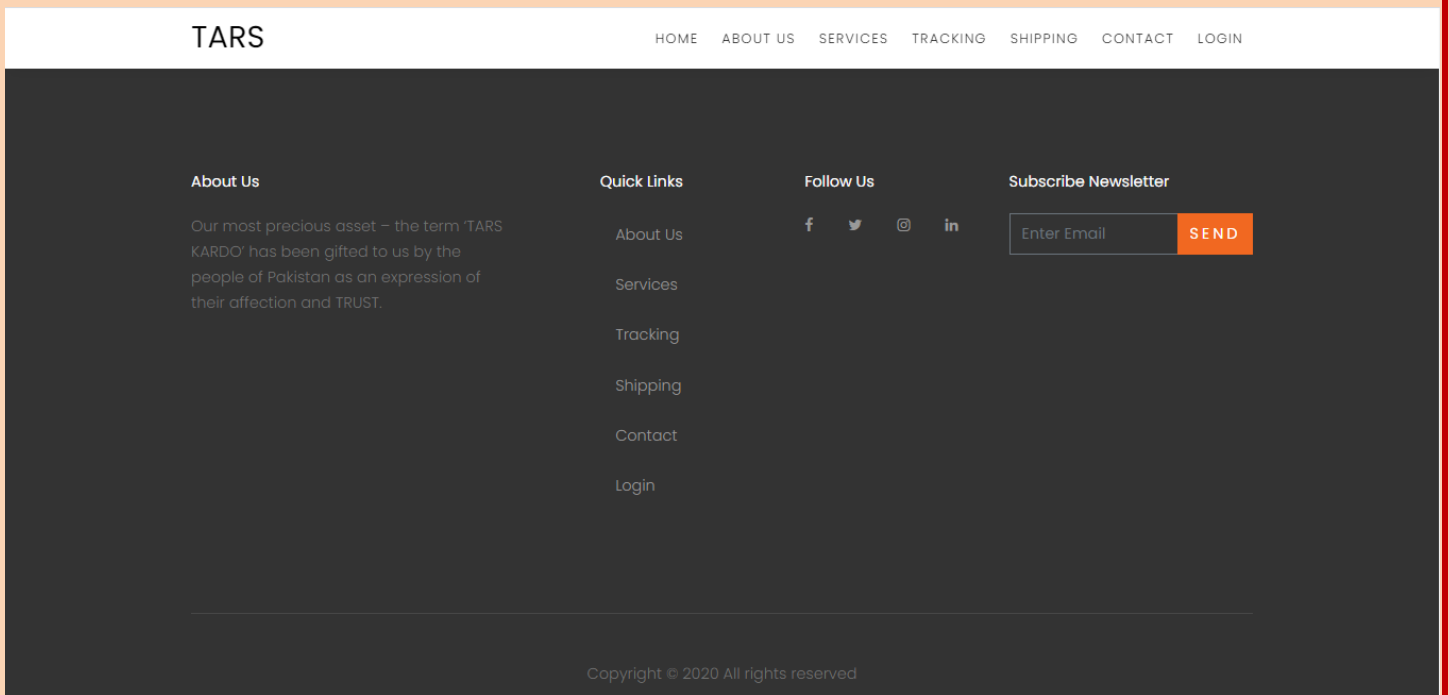 TARS
HOME ABOUT US SERVICES TRACKING SHIPPING CONTACT LOGIN
About Us
Our most precious asset – the term ‘TARS
KARDO’ has been gifted to us by the
people of Pakistan as an expression of
their affection and TRUST.
Quick Links
About Us
Services
Tracking
Shipping
Contact
Login
Follow Us
Subscribe Newsletter
Enter Email SEND
Copyright © 2020 All rights reserved